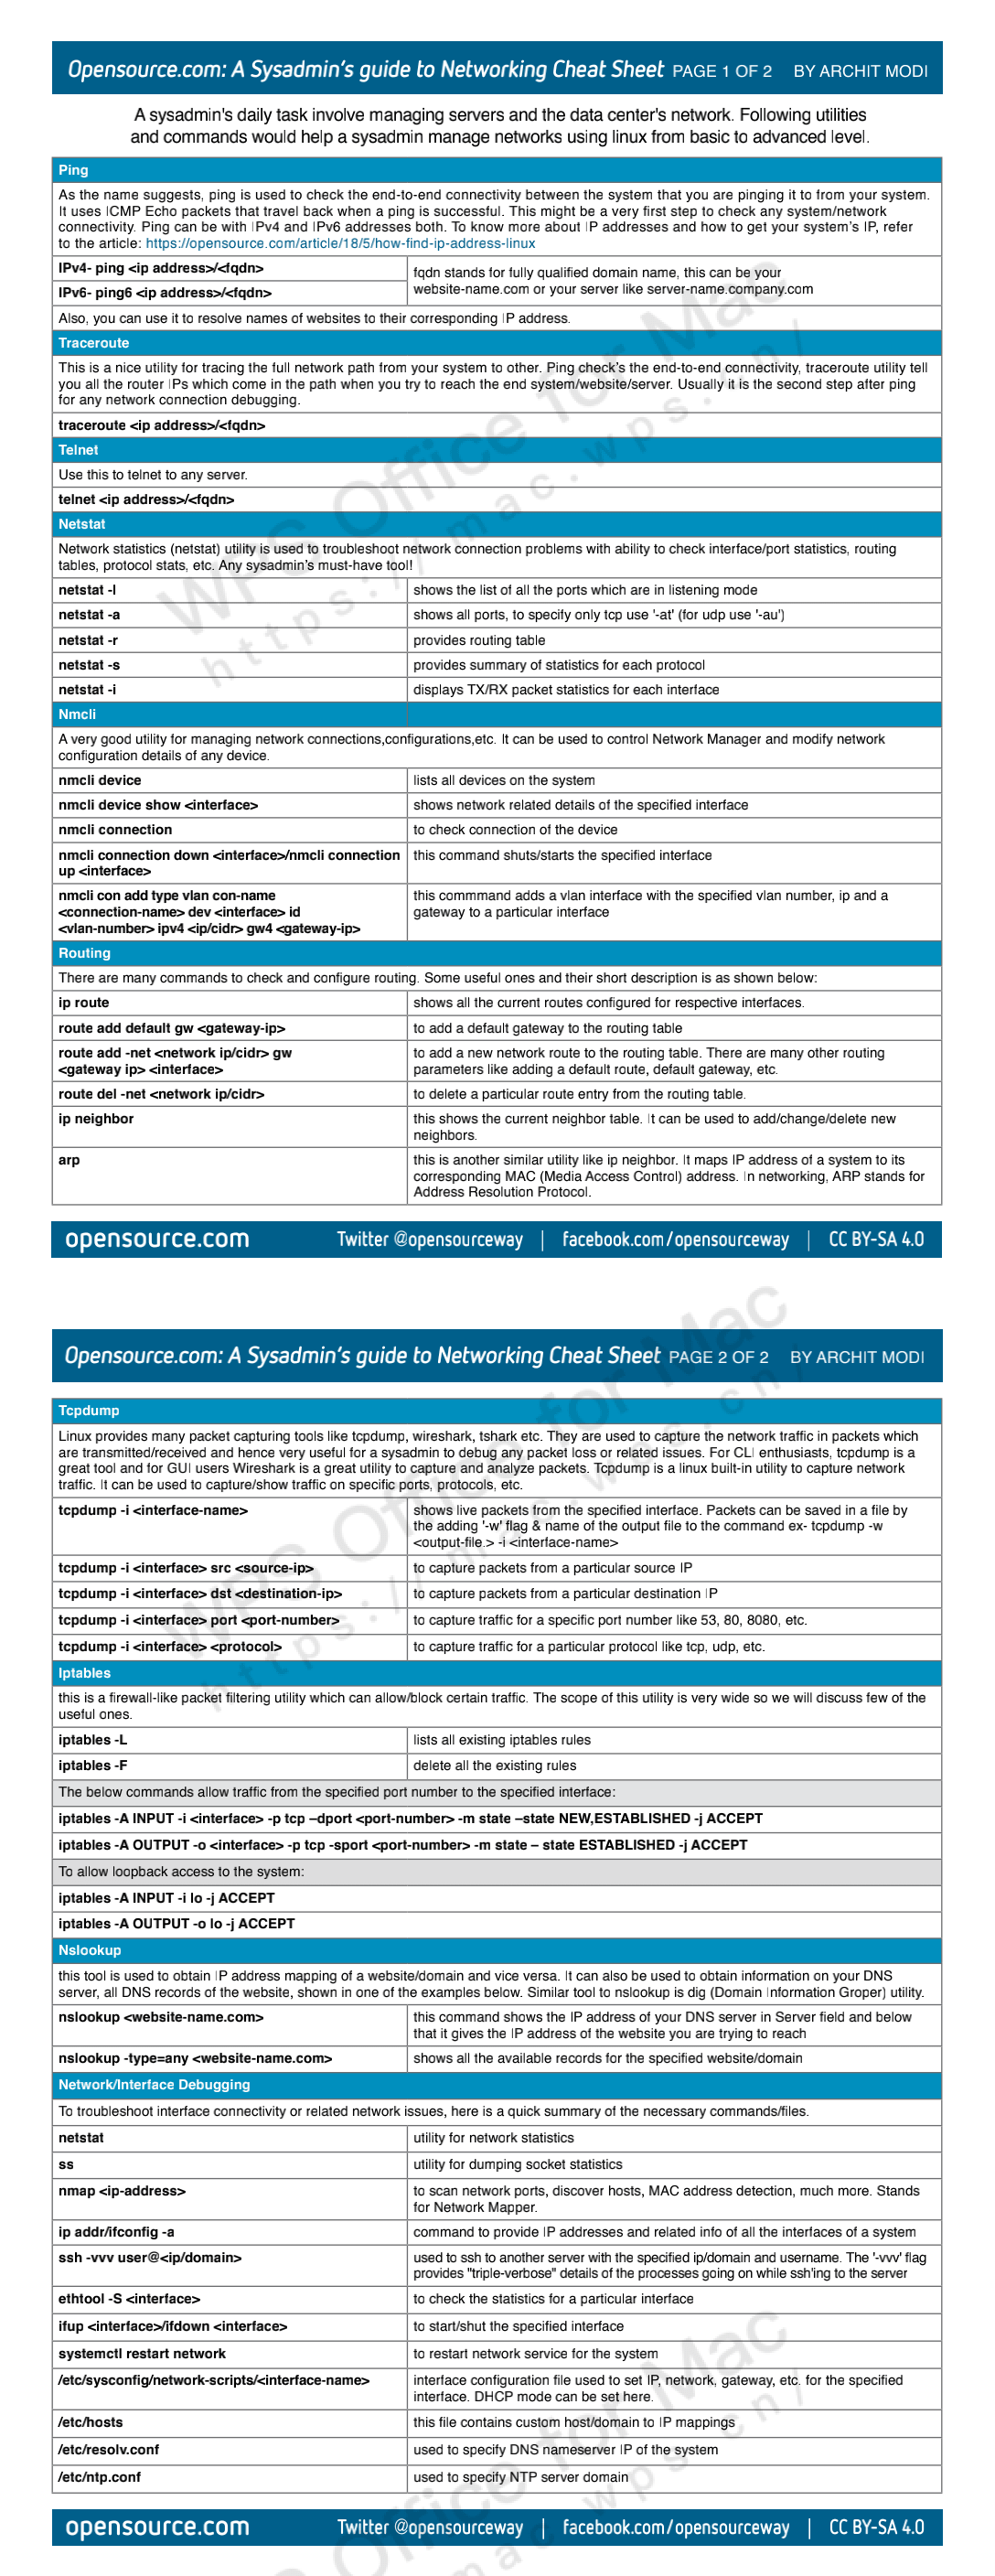 Opensource.com: A Sysadmin's guide to Networking Cheat Sheet PAGE 1 OF 2 BY ARCHIT MODI
A sysadmin's daily task involve managing servers and the data center's network. Following utilities
and commands would help a sysadmin manage networks using linux from basic to advanced level.
Ping
As the name suggests, ping is used to check the end-to-end connectivity between the system that you are pinging it to from your system.
It uses ICMP Echo packets that travel back when a ping is successful. This might be a very first step to check any system/network
connectivity. Ping can be with IPv4 and IPv6 addresses both. To know more about IP addresses and how to get your system's IP, refer
to the article: https://opensource.com/article/18/5/how-find-ip-address-linux
IPv4- ping <ip address>/<fqdn>
IPv6- ping6 <ip address>/<fqdn>
fqdn stands for fully qualified domain name, this can be your
website-name.com or your server like server-name.company.com
Also, you can use it to resolve names of websites to their corresponding IP address.
Traceroute
This is a nice utility for tracing the full network path from your system to other. Ping check's the end-to-end connectivity, traceroute utility tell
you all the router IPs which come in the path when you try to reach the end system/website/server. Usually it is the second step after ping
for any network connection debugging.
traceroute <ip address>/<fqdn>
Telnet
Use this to telnet to any server.
telnet <ip address>/<fqdn>
Netstat
Network statistics (netstat) utility is used to troubleshoot network connection problems with ability to check interface/port statistics, routing
tables, protocol stats, etc. Any sysadmin's must-have tool!
netstat -l shows the list of all the ports which are in listening mode
netstat -a shows all ports, to specify only tcp use '-at' (for udp use '-au')
netstat -r provides routing table
netstat -s provides summary of statistics for each protocol
netstat -i displays TX/RX packet statistics for each interface
Nmcli
A very good utility for managing network connections,configurations,etc. It can be used to control Network Manager and modify network
configuration details of any device.
nmcli device lists all devices on the system
nmcli device show <interface> shows network related details of the specified interface
nmcli connection to check connection of the device
nmcli connection down <interface>/nmcli connection
up <interface>
this command shuts/starts the specified interface
nmcli con add type vlan con-name
<connection-name> dev <interface> id
<vlan-number> ipv4 <ip/cidr> gw4 <gateway-ip>
this commmand adds a vlan interface with the specified vlan number, ip and a
gateway to a particular interface
Routing
There are many commands to check and configure routing. Some useful ones and their short description is as shown below:
ip route shows all the current routes configured for respective interfaces.
route add default gw <gateway-ip> to add a default gateway to the routing table
route add -net <network ip/cidr> gw
<gateway ip> <interface>
to add a new network route to the routing table. There are many other routing
parameters like adding a default route, default gateway, etc.
route del -net <network ip/cidr> to delete a particular route entry from the routing table.
ip neighbor
this shows the current neighbor table. It can be used to add/change/delete new
neighbors.
arp
this is another similar utility like ip neighbor. It maps IP address of a system to its
corresponding MAC (Media Access Control) address. In networking, ARP stands for
Address Resolution Protocol.
opensource.com Twitter @opensourceway | facebook.com/opensourceway | CC BY-SA 4.0
WPS Office for Mac
https://mac.wps.cn/
Opensource.com: A Sysadmin's guide to Networking Cheat Sheet PAGE 2 OF 2 BY ARCHIT MODI
Tcpdump
Linux provides many packet capturing tools like tcpdump, wireshark, tshark etc. They are used to capture the network traffic in packets which
are transmitted/received and hence very useful for a sysadmin to debug any packet loss or related issues. For CLI enthusiasts, tcpdump is a
great tool and for GUI users Wireshark is a great utility to capture and analyze packets. Tcpdump is a linux built-in utility to capture network
traffic. It can be used to capture/show traffic on specific ports, protocols, etc.
tcpdump -i <interface-name>
shows live packets from the specified interface. Packets can be saved in a file by
the adding '-w' flag & name of the output file to the command ex- tcpdump -w
<output-file.> -i <interface-name>
tcpdump -i <interface> src <source-ip> to capture packets from a particular source IP
tcpdump -i <interface> dst <destination-ip> to capture packets from a particular destination IP
tcpdump -i <interface> port <port-number> to capture traffic for a specific port number like 53, 80, 8080, etc.
tcpdump -i <interface> <protocol> to capture traffic for a particular protocol like tcp, udp, etc.
Iptables
this is a firewall-like packet filtering utility which can allow/block certain traffic. The scope of this utility is very wide so we will discuss few of the
useful ones.
iptables -L lists all existing iptables rules
iptables -F delete all the existing rules
The below commands allow traffic from the specified port number to the specified interface:
iptables -A INPUT -i <interface> -p tcp –dport <port-number> -m state –state NEW,ESTABLISHED -j ACCEPT
iptables -A OUTPUT -o <interface> -p tcp -sport <port-number> -m state – state ESTABLISHED -j ACCEPT
To allow loopback access to the system:
iptables -A INPUT -i lo -j ACCEPT
iptables -A OUTPUT -o lo -j ACCEPT
Nslookup
this tool is used to obtain IP address mapping of a website/domain and vice versa. It can also be used to obtain information on your DNS
server, all DNS records of the website, shown in one of the examples below. Similar tool to nslookup is dig (Domain Information Groper) utility.
nslookup <website-name.com>
this command shows the IP address of your DNS server in Server field and below
that it gives the IP address of the website you are trying to reach
nslookup -type=any <website-name.com> shows all the available records for the specified website/domain
Network/Interface Debugging
To troubleshoot interface connectivity or related network issues, here is a quick summary of the necessary commands/files.
netstat utility for network statistics
ss utility for dumping socket statistics
nmap <ip-address>
to scan network ports, discover hosts, MAC address detection, much more. Stands
for Network Mapper.
ip addr/ifconfig -a command to provide IP addresses and related info of all the interfaces of a system
ssh -vvv user@<ip/domain>
used to ssh to another server with the specified ip/domain and username. The '-vvv' flag
provides "triple-verbose" details of the processes going on while ssh'ing to the server
ethtool -S <interface> to check the statistics for a particular interface
ifup <interface>/ifdown <interface> to start/shut the specified interface
systemctl restart network to restart network service for the system
/etc/sysconfig/network-scripts/<interface-name>
interface configuration file used to set IP, network, gateway, etc. for the specified
interface. DHCP mode can be set here.
/etc/hosts this file contains custom host/domain to IP mappings
/etc/resolv.conf used to specify DNS nameserver IP of the system
/etc/ntp.conf used to specify NTP server domain
opensource.com Twitter @opensourceway | facebook.com/opensourceway | CC BY-SA 4.0
WPS Office for Mac
https://mac.wps.cn/